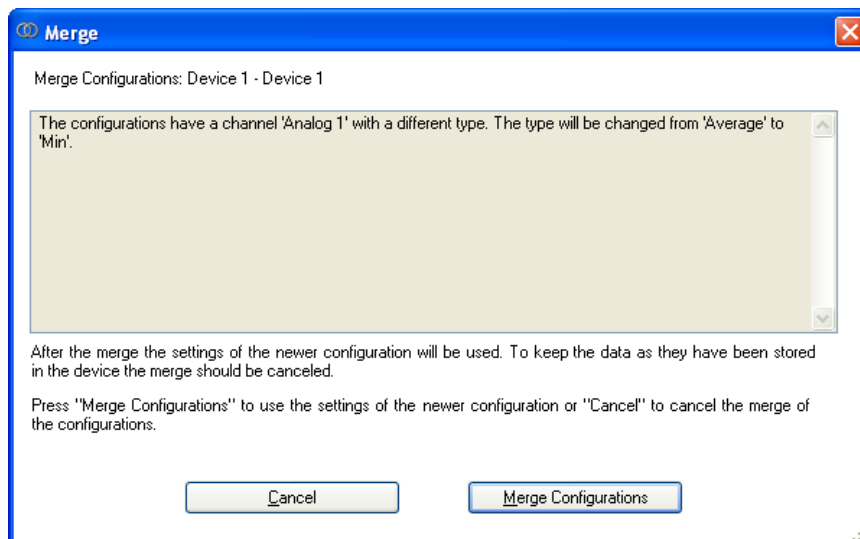 Merge
Merge Configurations: Device 1 - Device 1
The configurations have a channel 'Analog 1' with a different type. The type will be changed from 'Average' to
'Min'.
After the merge the settings of the newer configuration will be used. To keep the data as they have been stored
in the device the merge should be canceled.
Press "Merge Configurations" to use the settings of the newer configuration or "Cancel" to cancel the merge of
the configurations.
Cancel
Merge Configurations